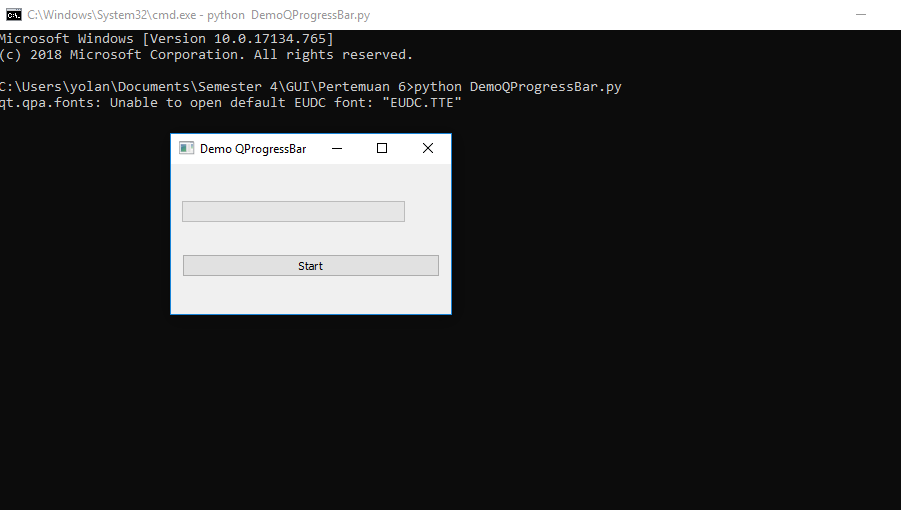 C:\Windows\System32\cmd.exe - python  DemoQProgressBar.py
Microsoft Windows [Version 10.0.17134.765]
(c) 2018 Microsoft Corporation. All rights reserved.
C:\Users\yolan\Documents\Semester 4\GUI\Pertemuan 6>python DemoQProgressBar.py
qt.qpa.fonts: Unable to open default EUDC font: "EUDC.TTE"
Demo QProgressBar
Start